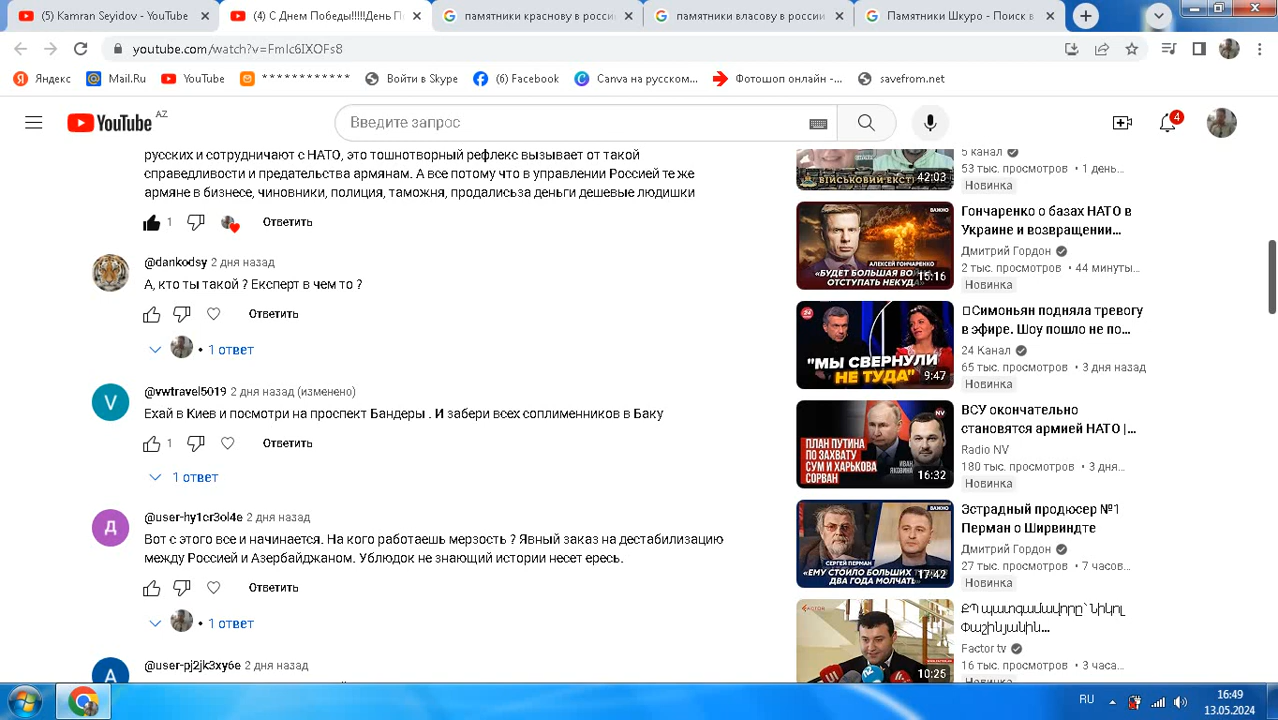 (5) Kamran Seyidov - YouTube
(4) С Днем Победы!!!!!День П
памятники краснову в росси
памятники власову в россии
Памятники Шкуро - Поиск в
youtube.com/watch?v=FmIc6IXOFs8
Яндекс
Mail.Ru
YouTube
* * * * * * * * * * * *
Войти в Skype
(6) Facebook
Canva на русском...
Фотошоп онлайн -...
savefrom.net
YouTube AZ
Введите запрос
4
русских и сотрудничают с НАТО, это тошнотворный рефлекс вызывает от такой
справедливости и предательства армянам. А все потому что в управлении Россией те же
армяне в бизнесе, чиновники, полиция, таможня продались за деньги дешевые людишки
1 Ответить
@dankodsy 2 дня назад
А, кто ты такой ? Експерт в чем то ?
Ответить
• 1 ответ
V
@vwtravel5019 2 дня назад (изменено)
Ехай в Киев и посмотри на проспект Бандеры . И забери всех соплименников в Баку
1 Ответить
1 ответ
Д
@user-hy1cr3ol4e 2 дня назад
Вот с этого все и начинается. На кого работаешь мерзость ? Явный заказ на дестабилизацию
между Россией и Азербайджаном. Ублюдок не знающий истории несет ересь.
Ответить
• 1 ответ
А
@user-pj2jk3xy6e 2 дня назад
ВІЙСЬКОВИЙ ЕКСТ
42:03
5 канал
53 тыс. просмотров • 1 день...
Новинка
ВАЖНО
АЛЕКСЕЙ ГОНЧАРЕНКО
«БУДЕТ БОЛЬШАЯ ВО
ОТСТУПАТЬ НЕКУДА»
15:16
Гончаренко о базах НАТО в
Украине и возвращении...
Дмитрий Гордон
2 тыс. просмотров • 44 минуты...
Новинка
24
"МЫ СВЕРНУЛИ
НЕ ТУДА"
9:47
Симоньян подняла тревогу
в эфире. Шоу пошло не по...
24 Канал
65 тыс. просмотров • 3 дня назад
Новинка
NV
ПЛАН ПУТИНА
ПО ЗАХВАТУ
СУМ И ХАРЬКОВА
СОРВАН
ИВАН
16:32
ВСУ окончательно
становятся армией НАТО |...
Radio NV
180 тыс. просмотров • 3 дня...
Новинка
ВАЖНО
СЕРГЕЙ ПЕРМАН
«ЕМУ СТОИЛО БОЛЬШИХ
ДВА ГОДА МОЛЧАТЬ»
17:42
Эстрадный продюсер №1
Перман о Ширвиндте
Дмитрий Гордон
27 тыс. просмотров • 7 часов...
Новинка
FACTOR
10:25
ՔՊ պատգամավորը՝ Նիկոլ
Փաշինյանին...
Factor tv
16 тыс. просмотров • 3 часа...
Новинка
RU
16:49
13.05.2024